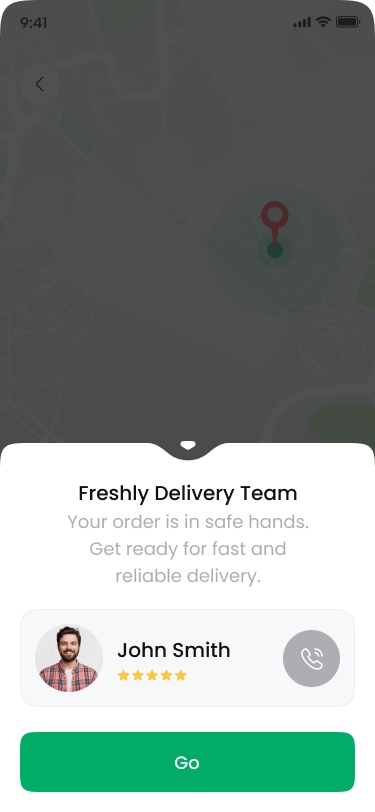 9:41
Freshly Delivery Team
Your order is in safe hands.
Get ready for fast and
reliable delivery.
John Smith
Go